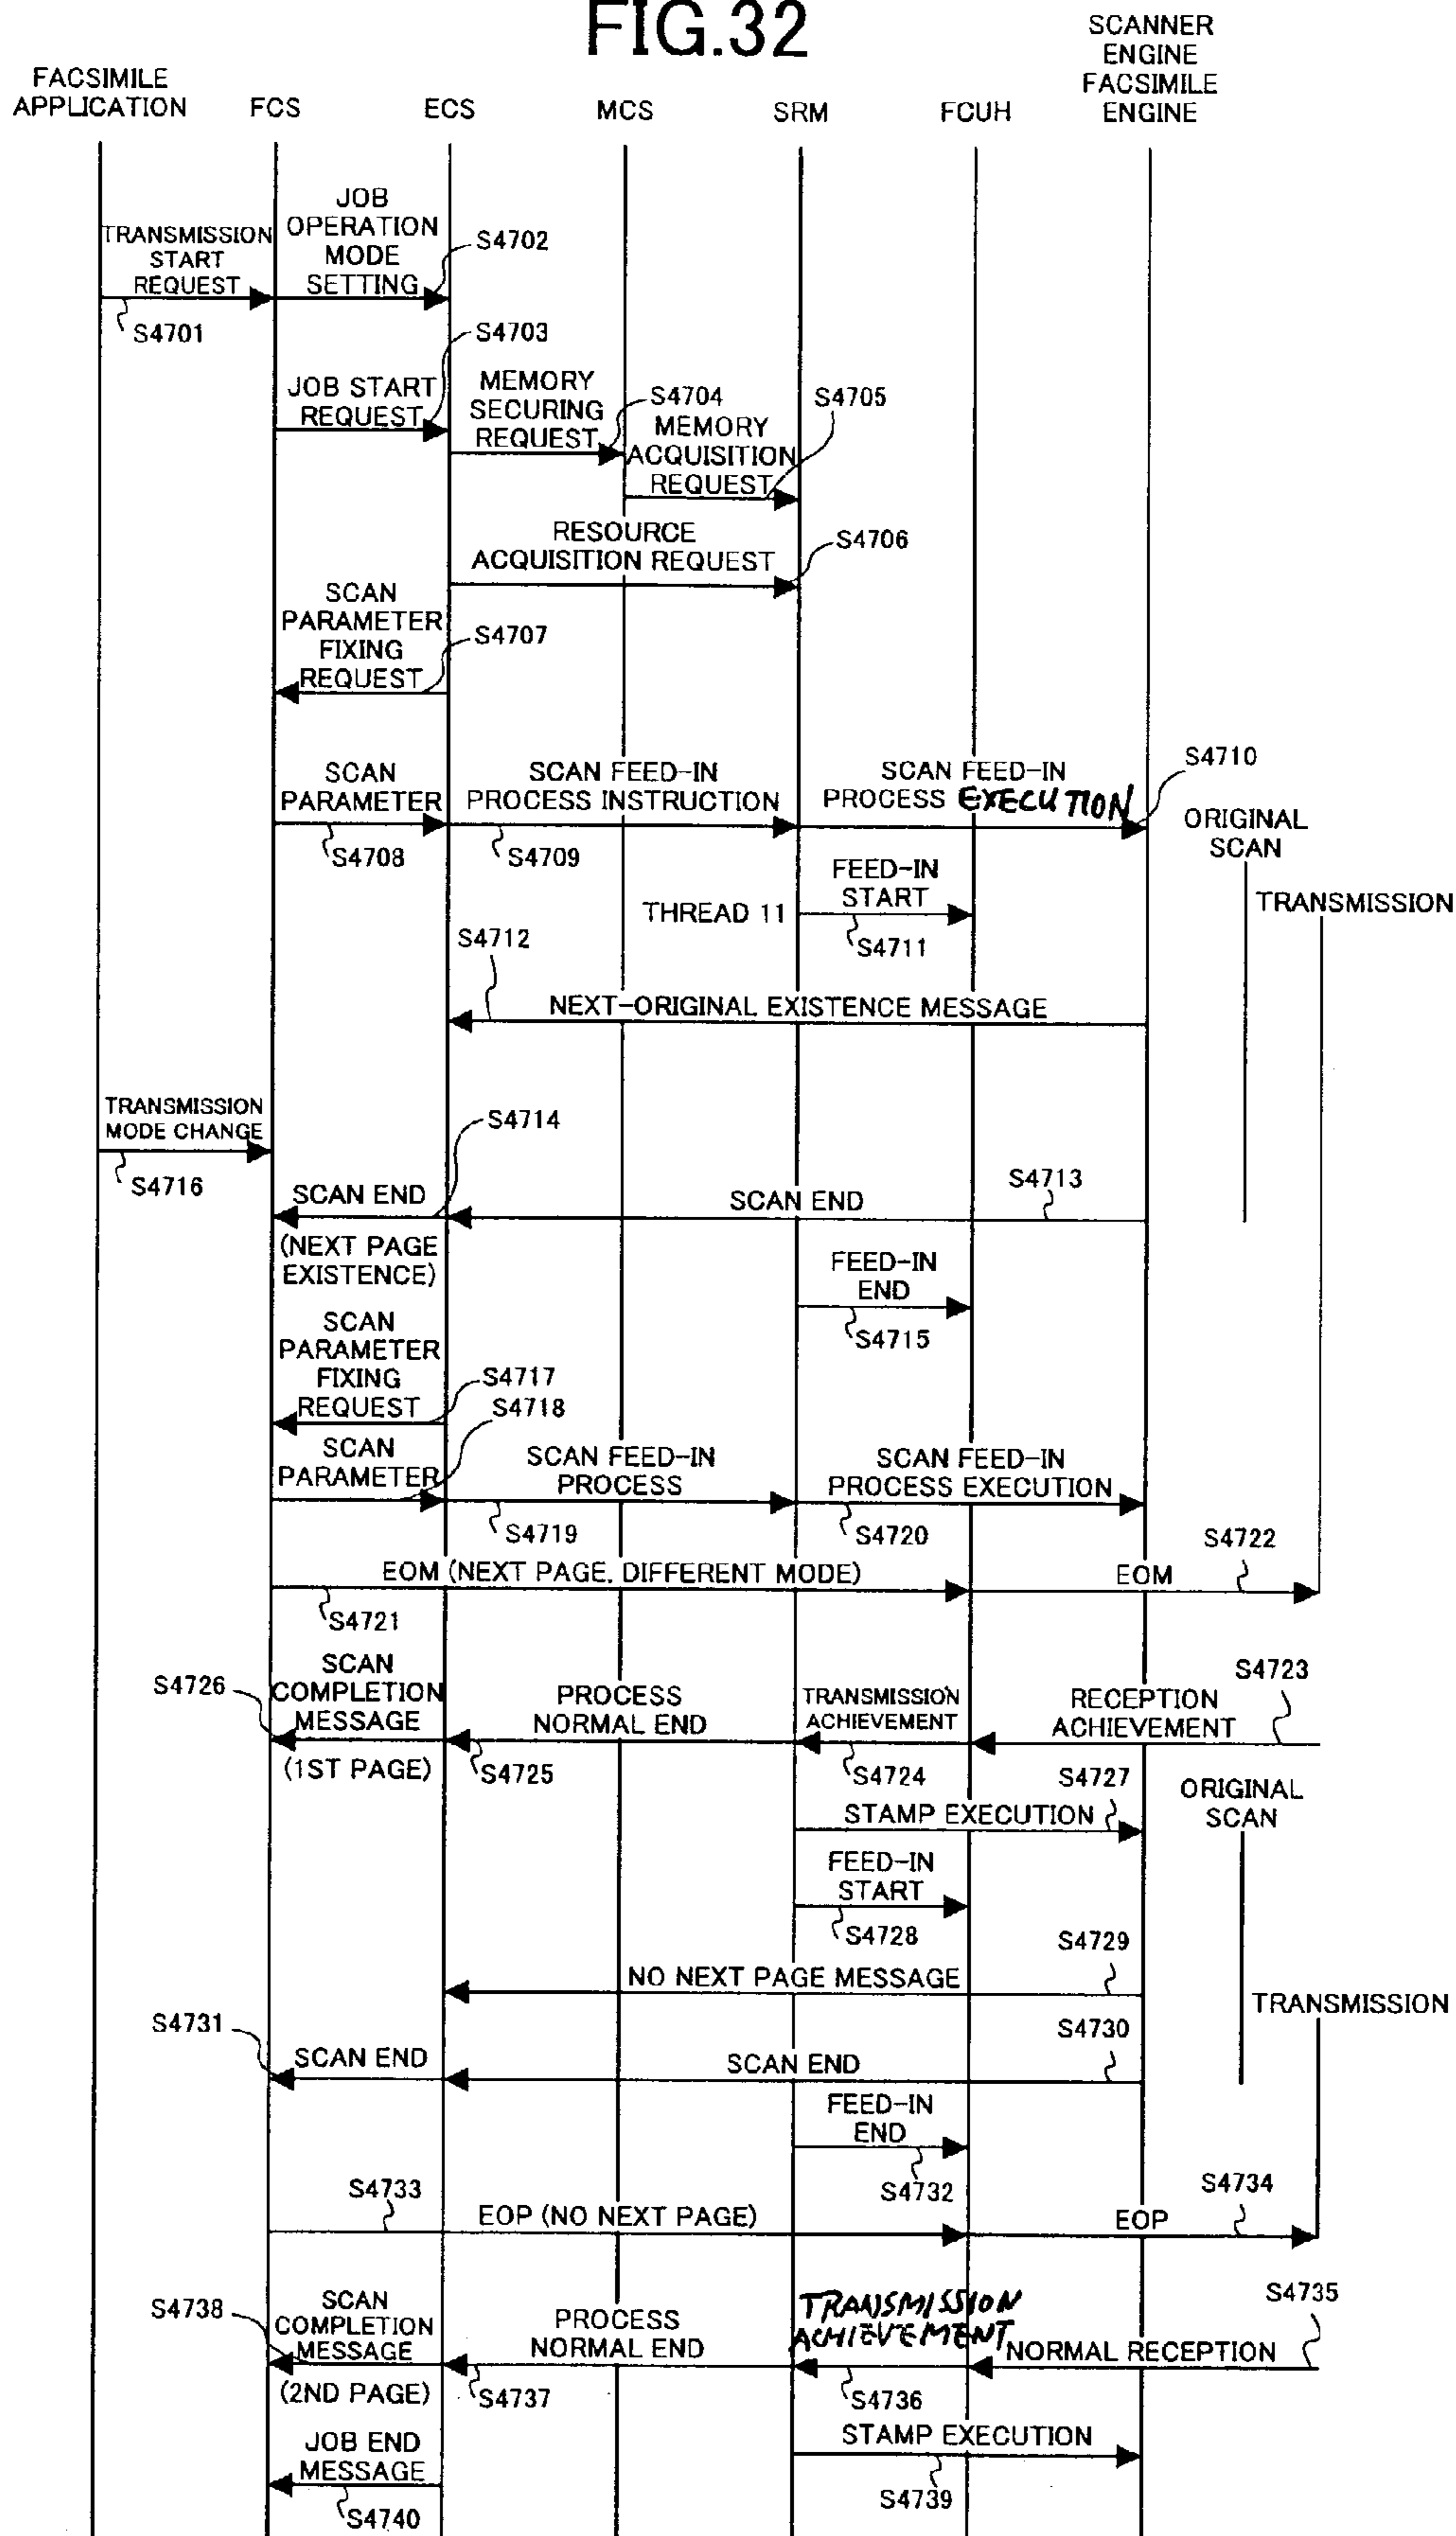 FIG.32
FACSIMILE
APPLICATION
FCS
ECS
MCS
SRM
FCUH
SCANNER
ENGINE
FACSIMILE
ENGINE
TRANSMISSION
START
REQUEST
S4701
JOB
OPERATION
MODE
SETTING
S4702
S4703
JOB START
REQUEST
MEMORY
SECURING
REQUEST
S4704
MEMORY
ACQUISITION
REQUEST
S4705
RESOURCE
ACQUISITION REQUEST
S4706
SCAN
PARAMETER
FIXING
REQUEST
S4707
SCAN
PARAMETER
S4708
SCAN FEED-IN
PROCESS INSTRUCTION
S4709
SCAN FEED-IN
PROCESS EXECUTION
S4710
ORIGINAL
SCAN
TRANSMISSION
THREAD 11
FEED-IN
START
S4711
S4712
NEXT-ORIGINAL EXISTENCE MESSAGE
TRANSMISSION
MODE CHANGE
S4716
S4714
SCAN END
(NEXT PAGE
EXISTENCE)
SCAN END
S4713
FEED-IN
END
S4715
SCAN
PARAMETER
FIXING
REQUEST
S4717
S4718
SCAN
PARAMETER
SCAN FEED-IN
PROCESS
S4719
SCAN FEED-IN
PROCESS EXECUTION
S4720
EOM (NEXT PAGE, DIFFERENT MODE)
S4721
EOM
S4722
S4726
SCAN
COMPLETION
MESSAGE
(1ST PAGE)
PROCESS
NORMAL END
S4725
TRANSMISSION
ACHIEVEMENT
S4724
RECEPTION
ACHIEVEMENT
S4723
S4727
STAMP EXECUTION
ORIGINAL
SCAN
FEED-IN
START
S4728
S4729
NO NEXT PAGE MESSAGE
TRANSMISSION
S4731
SCAN END
SCAN END
S4730
FEED-IN
END
S4732
S4733
EOP (NO NEXT PAGE)
EOP
S4734
S4738
SCAN
COMPLETION
MESSAGE
(2ND PAGE)
PROCESS
NORMAL END
S4737
TRANSMISSION
ACHIEVEMENT
S4736
NORMAL RECEPTION
S4735
STAMP EXECUTION
S4739
JOB END
MESSAGE
S4740